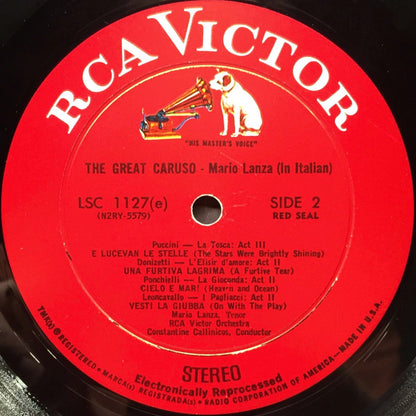 RCA VICTOR
"HIS MASTER'S VOICE"
THE GREAT CARUSO - Mario Lanza (In Italian)
LSC 1127(e)
(N2RY-5579)
SIDE 2
RED SEAL
Puccini — La Tosca: Act III
E LUCEVAN LE STELLE (The Stars Were Brightly Shining)
Donizetti — L'Elisir d'amore: Act II
UNA FURTIVA LAGRIMA (A Furtive Tear)
Ponchielli — La Gioconda: Act II
CIELO E MAR! (Heaven and Ocean)
Leoncavallo — I Pagliacci: Act II
VESTI LA GIUBBA (On With The Play)
Mario Lanza, Tenor
RCA Victor Orchestra
Constantine Callinicos, Conductor
STEREO
Electronically Reprocessed
TMK(s) ® REGISTERED • MARCA(s) REGISTRADA(s) • RADIO CORPORATION OF AMERICA—MADE IN U.S.A.